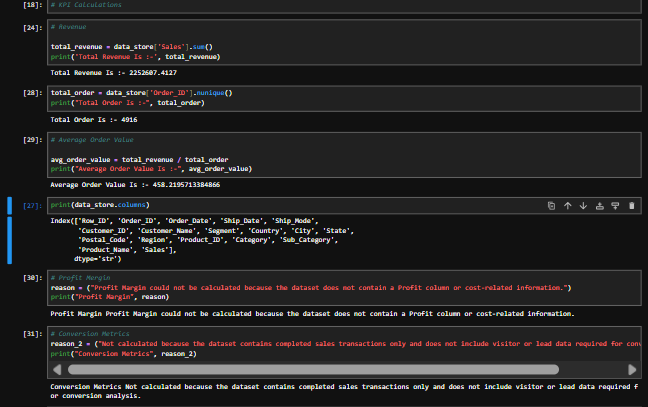 [18]: # KPI Calculations
[24]: # Revenue
total_revenue = data_store['Sales'].sum()
print('Total Revenue Is :-', total_revenue)
Total Revenue Is :- 2252607.4127
[28]: total_order = data_store['Order_ID'].nunique()
print("Total Order Is :-", total_order)
Total Order Is :- 4916
[29]: # Average Order Value
avg_order_value = total_revenue / total_order
print("Average Order Value Is :-", avg_order_value)
Average Order Value Is :- 458.2195713384866
[27]: print(data_store.columns)
Index(['Row_ID', 'Order_ID', 'Order_Date', 'Ship_Date', 'Ship_Mode',
'Customer_ID', 'Customer_Name', 'Segment', 'Country', 'City', 'State',
'Postal_Code', 'Region', 'Product_ID', 'Category', 'Sub_Category',
'Product_Name', 'Sales'],
dtype='str')
[30]: # Profit Margin
reason = ("Profit Margin could not be calculated because the dataset does not contain a Profit column or cost-related information.")
print("Profit Margin", reason)
Profit Margin Profit Margin could not be calculated because the dataset does not contain a Profit column or cost-related information.
[31]: # Conversion Metrics
reason_2 = ("Not calculated because the dataset contains completed sales transactions only and does not include visitor or lead data required for conv
print("Conversion Metrics", reason_2)
Conversion Metrics Not calculated because the dataset contains completed sales transactions only and does not include visitor or lead data required f
or conversion analysis.